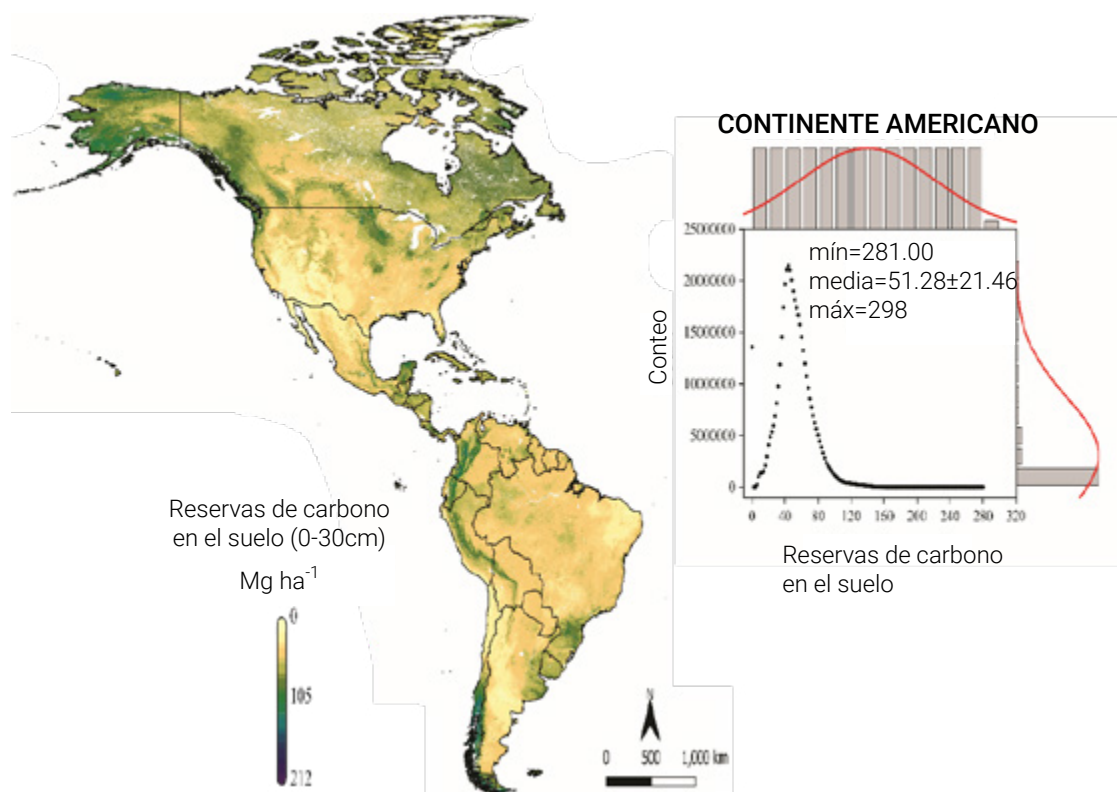 CONTINENTE AMERICANO
Conteo
25000000
2000000
15000000
10000000
5000000
0
mín=281.00
media=51.28±21.46
máx=298
0 40 80 120 160 200 240 280 320
Reservas de carbono
en el suelo
Reservas de carbono
en el suelo (0-30cm)
Mg ha⁻¹
0
105
212
N
0 500 1,000 km